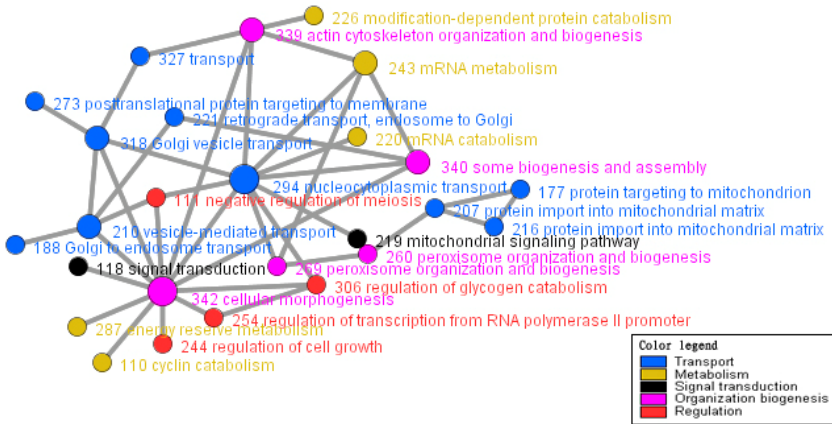 226 modification-dependent protein catabolism
339 actin cytoskeleton organization and biogenesis
327 transport
243 mRNA metabolism
273 posttranslational protein targeting to membrane
221 retrograde transport, endosome to Golgi
318 Golgi vesicle transport
220 mRNA catabolism
340 some biogenesis and assembly
294 nucleocytoplasmic transport
177 protein targeting to mitochondrion
111 negative regulation of meiosis
207 protein import into mitochondrial matrix
210 vesicle-mediated transport
216 protein import into mitochondrial matrix
188 Golgi to endosome transport
219 mitochondrial signaling pathway
260 peroxisome organization and biogenesis
118 signal transduction
269 peroxisome organization and biogenesis
306 regulation of glycogen catabolism
342 cellular morphogenesis
254 regulation of transcription from RNA polymerase II promoter
287 energy reserve metabolism
244 regulation of cell growth
110 cyclin catabolism
Color legend
Transport
Metabolism
Signal transduction
Organization biogenesis
Regulation